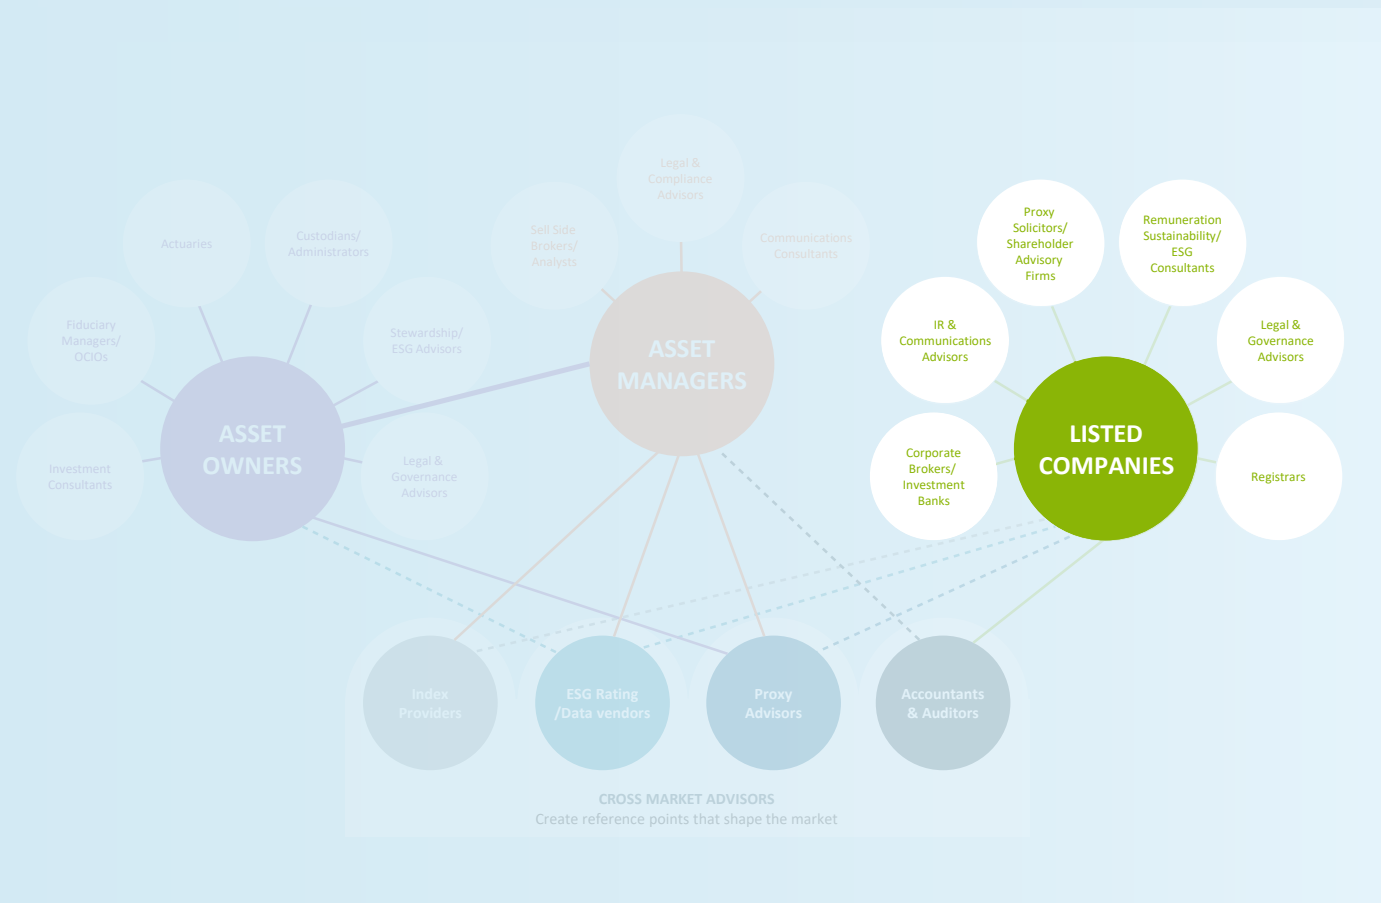 Legal &
Compliance
Advisors
Actuaries
Custodians/
Administrators
Sell Side
Brokers/
Analysts
Communications
Consultants
Proxy
Solicitors/
Shareholder
Advisory
Firms
Remuneration
Sustainability/
ESG
Consultants
Fiduciary
Managers/
OCIOs
Stewardship/
ESG Advisors
ASSET
MANAGERS
IR &
Communications
Advisors
Legal &
Governance
Advisors
ASSET
OWNERS
LISTED
COMPANIES
Investment
Consultants
Legal &
Governance
Advisors
Corporate
Brokers/
Investment
Banks
Registrars
Index
Providers
ESG Rating
/Data vendors
Proxy
Advisors
Accountants
& Auditors
CROSS MARKET ADVISORS
Create reference points that shape the market